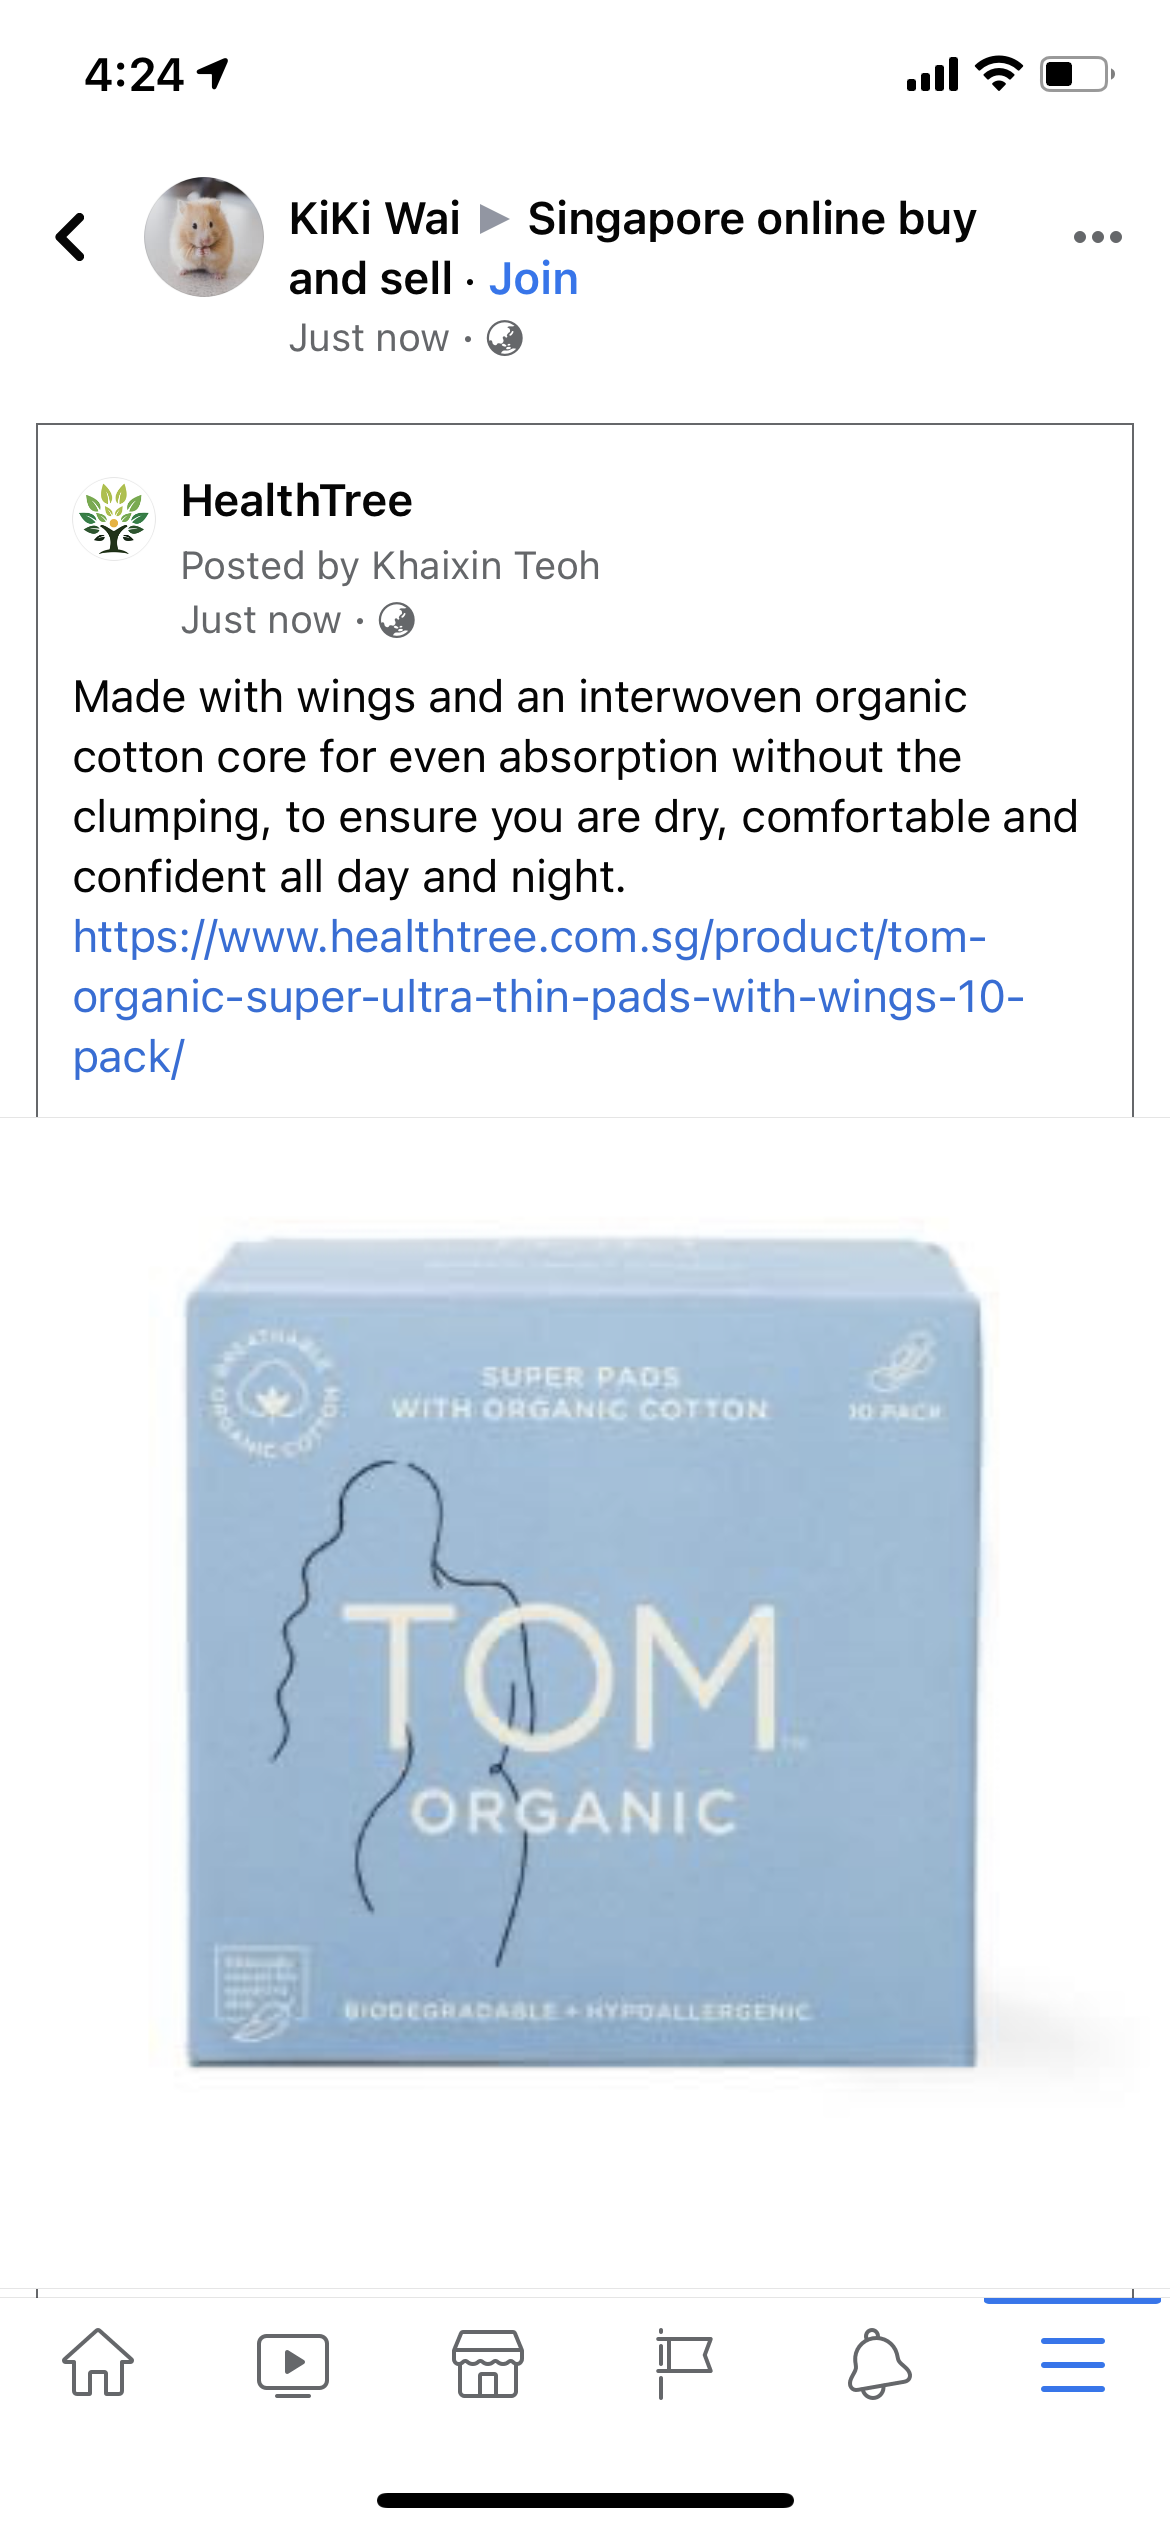 4:24
KiKi Wai ▶ Singapore online buy
and sell · Join
Just now ·
HealthTree
Posted by Khaixin Teoh
Just now ·
Made with wings and an interwoven organic
cotton core for even absorption without the
clumping, to ensure you are dry, comfortable and
confident all day and night.
https://www.healthtree.com.sg/product/tom-
organic-super-ultra-thin-pads-with-wings-10-
pack/
BREATHABLE
ORGANIC COTTON
SUPER PADS
WITH ORGANIC COTTON
10 PACK
TOM
ORGANIC
BIODEGRADABLE + HYPOALLERGENIC